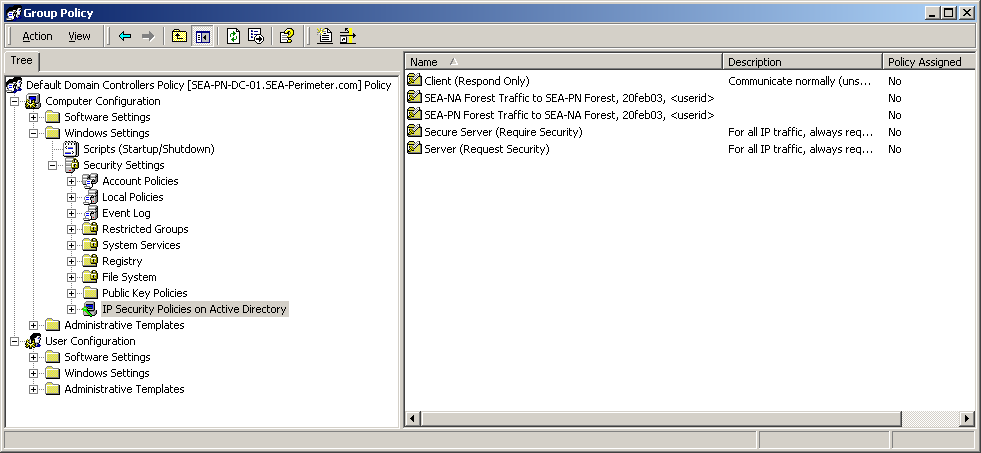 Group Policy
Action View
Tree
Default Domain Controllers Policy [SEA-PN-DC-01.SEA-Perimeter.com] Policy
Computer Configuration
Software Settings
Windows Settings
Scripts (Startup/Shutdown)
Security Settings
Account Policies
Local Policies
Event Log
Restricted Groups
System Services
Registry
File System
Public Key Policies
IP Security Policies on Active Directory
Administrative Templates
User Configuration
Software Settings
Windows Settings
Administrative Templates
Name Description Policy Assigned
Client (Respond Only) Communicate normally (uns... No
SEA-NA Forest Traffic to SEA-PN Forest, 20feb03, <userid> No
SEA-PN Forest Traffic to SEA-NA Forest, 20feb03, <userid> No
Secure Server (Require Security) For all IP traffic, always req... No
Server (Request Security) For all IP traffic, always req... No